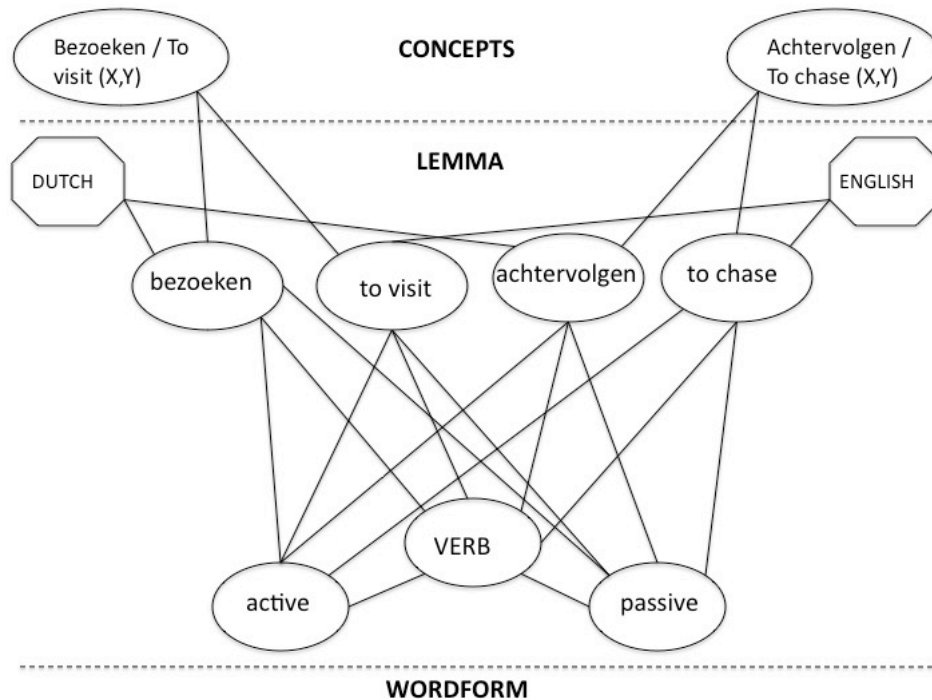 Bezoeken / To
visit (X,Y)
CONCEPTS
Achtervolgen /
To chase (X,Y)
LEMMA
DUTCH
ENGLISH
bezoeken
to visit
achtervolgen
to chase
VERB
active
passive
WORDFORM